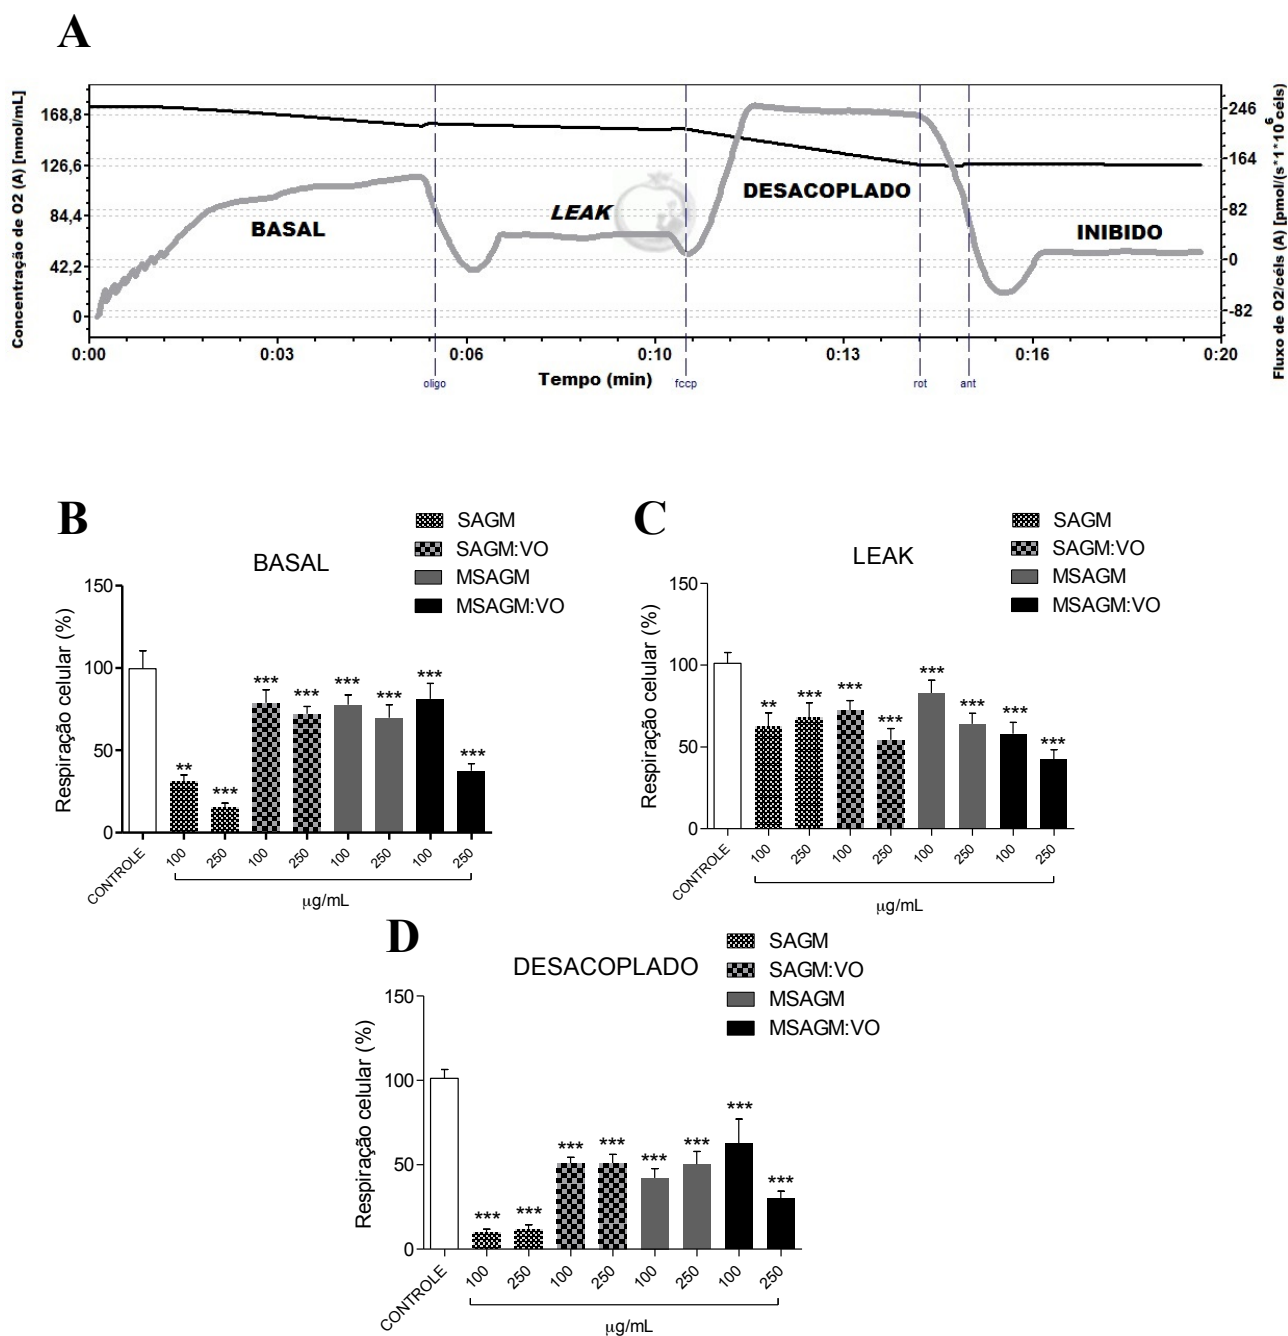 A
Concentração de O2 (A) [nmol/mL]
168,8
126,6
84,4
42,2
0
246
164
82
0
-82
Fluxo de O2/céls (A) [pmol/(s*1*10^6céls)]
BASAL
LEAK
DESACOPLADO
INIBIDO
0:00
0:03
0:06
0:10
0:13
0:16
0:20
oligo
fccp
rot
ant
Tempo (min)
B
SAGM
SAGM:VO
MSAGM
MSAGM:VO
BASAL
Respiração celular (%)
150
100
50
0
**
***
***
***
***
***
***
***
CONTROLE
100
250
100
250
100
250
100
250
µg/mL
C
SAGM
SAGM:VO
MSAGM
MSAGM:VO
LEAK
Respiração celular (%)
150
100
50
0
**
***
***
***
***
***
***
***
CONTROLE
100
250
100
250
100
250
100
250
µg/mL
D
SAGM
SAGM:VO
MSAGM
MSAGM:VO
DESACOPLADO
Respiração celular (%)
150
100
50
0
***
***
***
***
***
***
***
***
CONTROLE
100
250
100
250
100
250
100
250
µg/mL